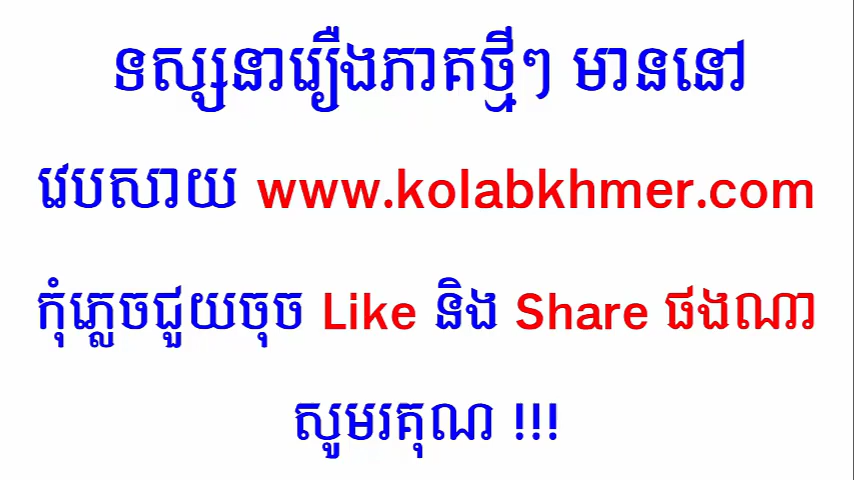 ទស្សនារឿងភាគថ្មីៗ មាននៅ
វេបសាយ www.kolabkhmer.com
កុំភ្លេចជួយចុច Like និង Share ផងណា
សូមរគុណ !!!